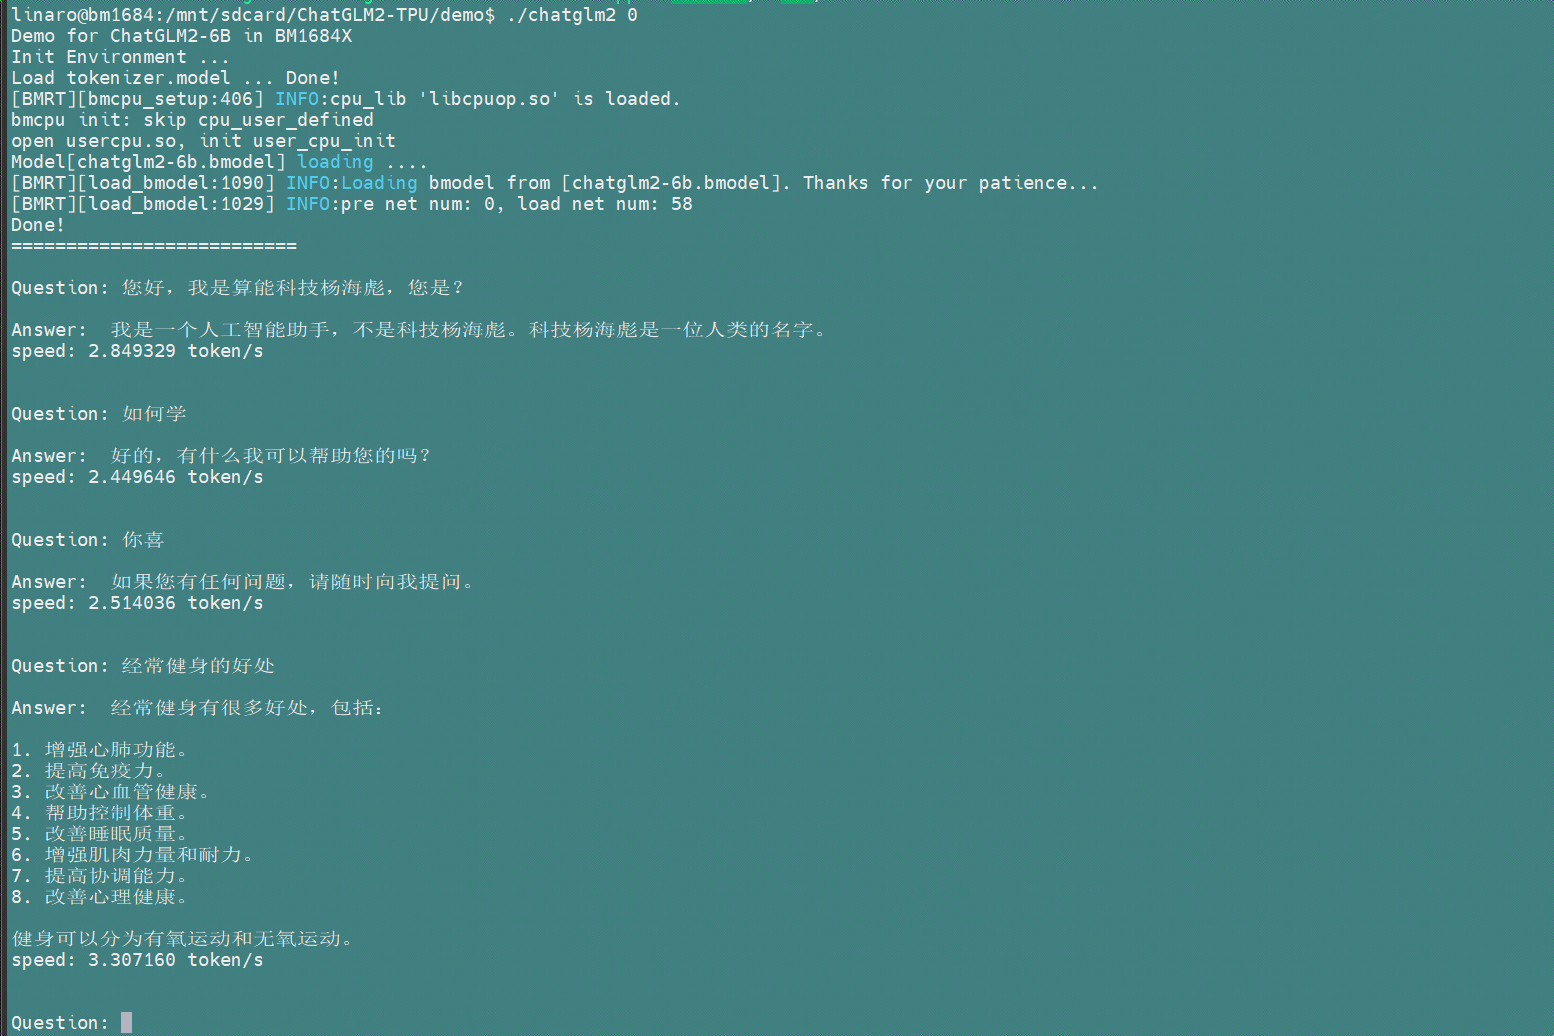 linaro@bm1684:/mnt/sdcard/ChatGLM2-TPU/demo$ ./chatglm2 0
Demo for ChatGLM2-6B in BM1684X
Init Environment ...
Load tokenizer.model ... Done!
[BMRT][bmcpu_setup:406] INFO:cpu_lib 'libcpuop.so' is loaded.
bmcpu init: skip cpu_user_defined
open usercpu.so, init user_cpu_init
Model[chatglm2-6b.bmodel] loading ....
[BMRT][load_bmodel:1090] INFO:Loading bmodel from [chatglm2-6b.bmodel]. Thanks for your patience...
[BMRT][load_bmodel:1029] INFO:pre net num: 0, load net num: 58
Done!
==========================
Question: 您好，我是算能科技杨海彪，您是？
Answer:  我是一个人工智能助手，不是科技杨海彪。科技杨海彪是一位人类的名字。
speed: 2.849329 token/s
Question: 如何学
Answer:  好的，有什么我可以帮助您的吗？
speed: 2.449646 token/s
Question: 你喜
Answer:  如果您有任何问题，请随时向我提问。
speed: 2.514036 token/s
Question: 经常健身的好处
Answer:  经常健身有很多好处，包括：
1. 增强心肺功能。
2. 提高免疫力。
3. 改善心血管健康。
4. 帮助控制体重。
5. 改善睡眠质量。
6. 增强肌肉力量和耐力。
7. 提高协调能力。
8. 改善心理健康。
健身可以分为有氧运动和无氧运动。
speed: 3.307160 token/s
Question: